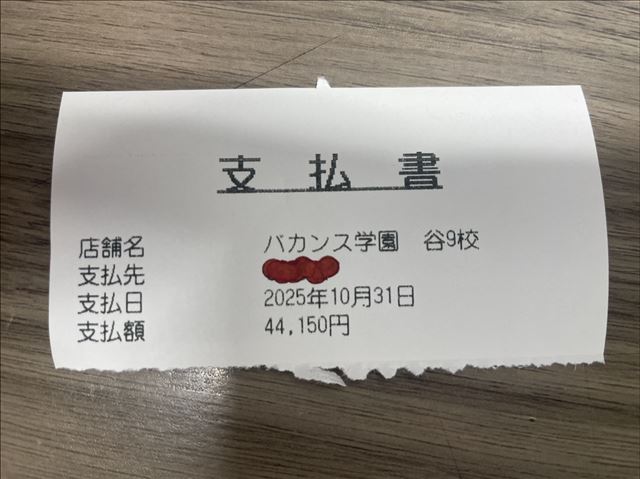 支払書
店舗名 バカンス学園 谷9校
支払先
支払日 2025年10月31日
支払額 44,150円